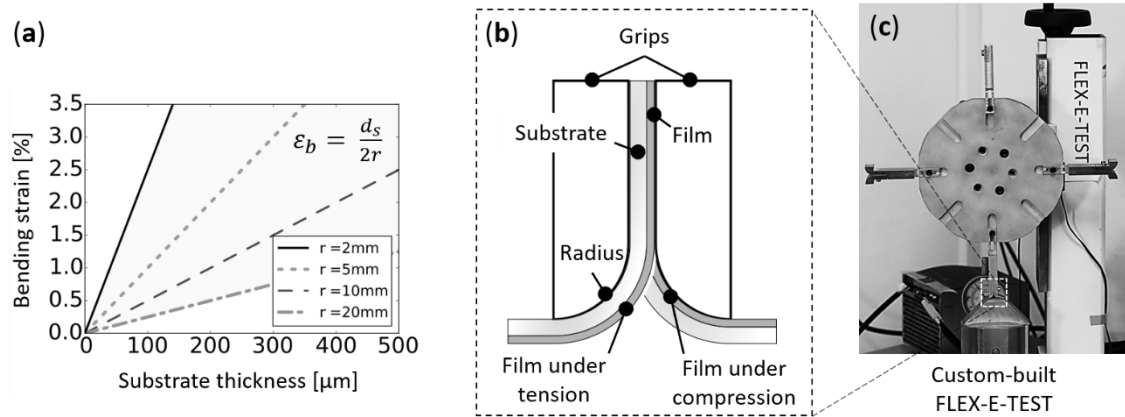 (a)
3.5
3.0
2.5
2.0
1.5
1.0
0.5
0.0
Bending strain [%]
ε_b = d_s / 2r
r =2mm
r =5mm
r =10mm
r =20mm
0
100
200
300
400
500
Substrate thickness [µm]
(b)
Grips
Substrate
Film
Radius
Film under
tension
Film under
compression
(c)
FLEX-E-TEST
Custom-built
FLEX-E-TEST